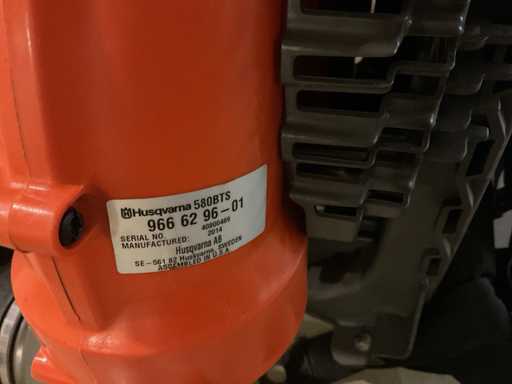 Husqvarna 580BTS
966 62 96-01
SERIAL NO. 40900469
MANUFACTURED: 2014
Husqvarna AB
SE-561 82 Huskvarna, SWEDEN
ASSEMBLED IN U.S.A